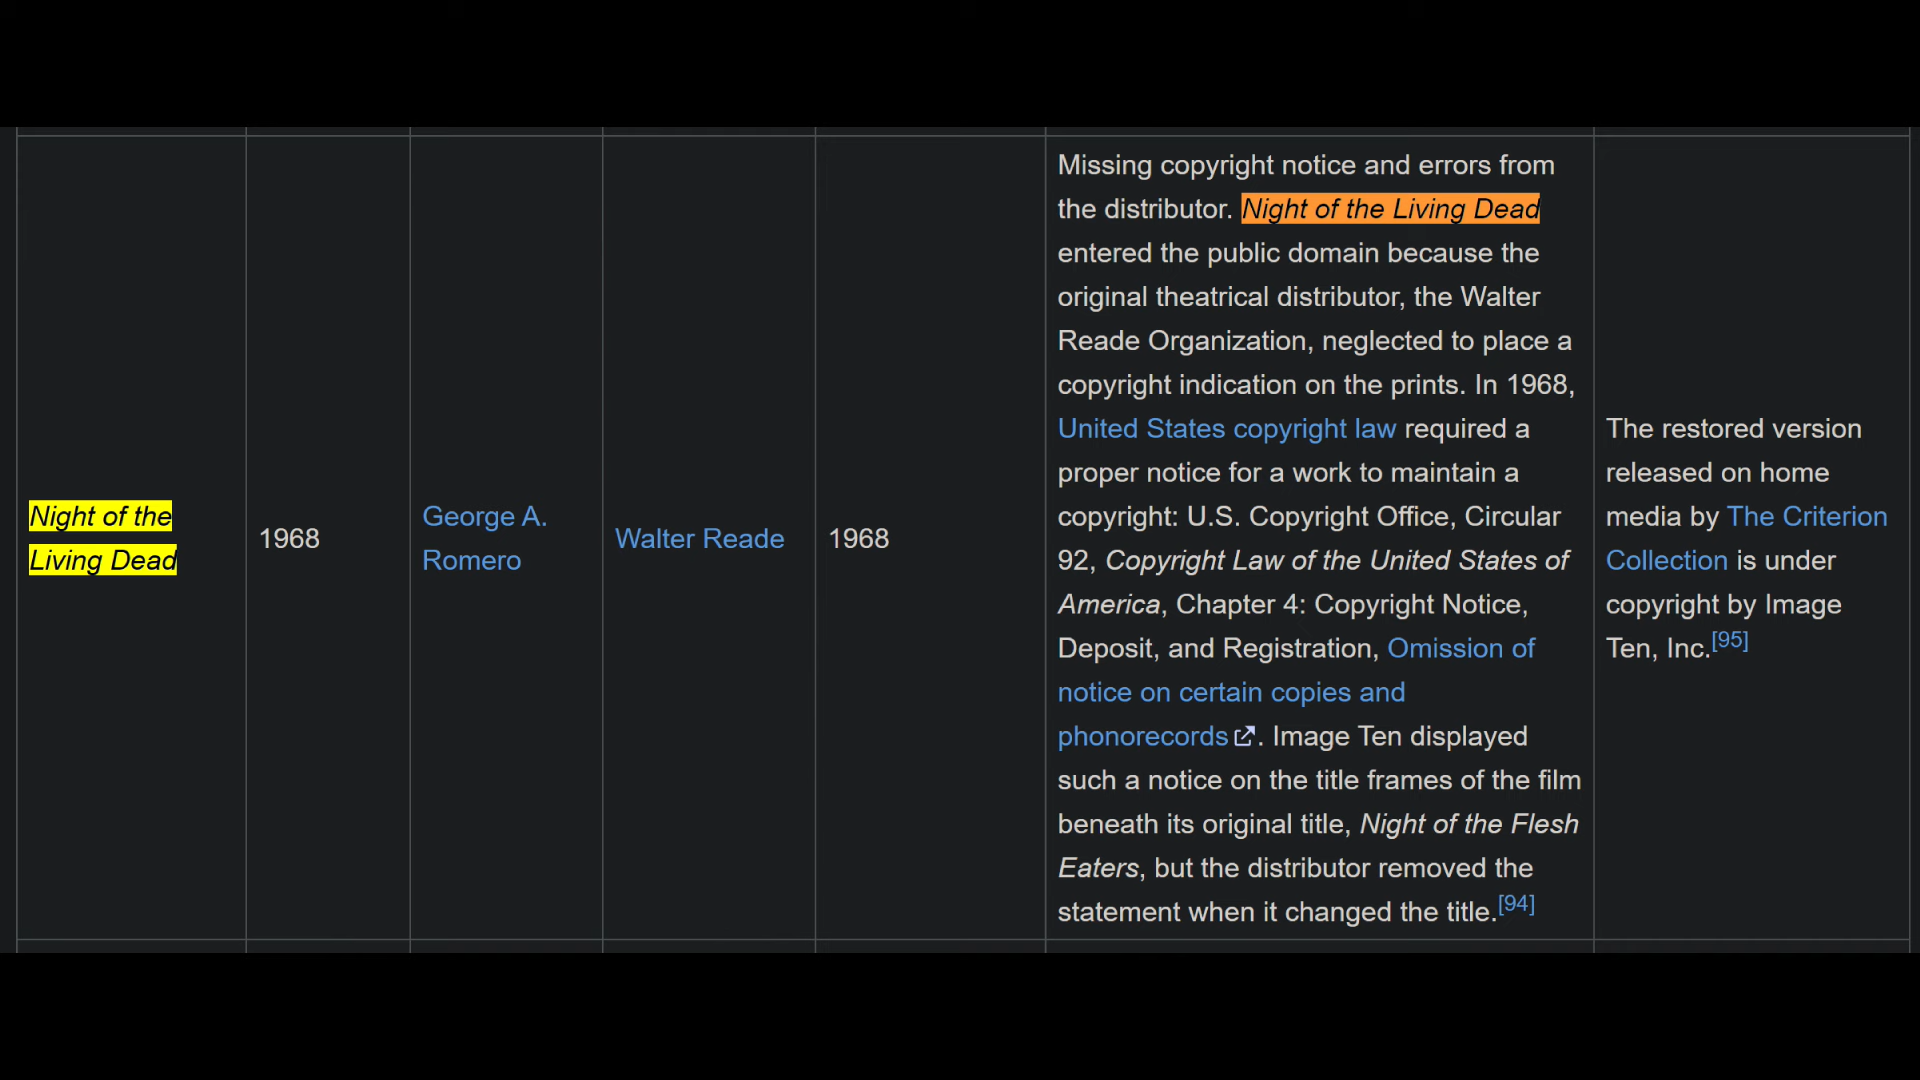 Night of the
Living Dead
1968
George A.
Romero
Walter Reade
1968
Missing copyright notice and errors from
the distributor. Night of the Living Dead
entered the public domain because the
original theatrical distributor, the Walter
Reade Organization, neglected to place a
copyright indication on the prints. In 1968,
United States copyright law required a
proper notice for a work to maintain a
copyright: U.S. Copyright Office, Circular
92, Copyright Law of the United States of
America, Chapter 4: Copyright Notice,
Deposit, and Registration, Omission of
notice on certain copies and
phonorecords. Image Ten displayed
such a notice on the title frames of the film
beneath its original title, Night of the Flesh
Eaters, but the distributor removed the
statement when it changed the title.[94]
The restored version
released on home
media by The Criterion
Collection is under
copyright by Image
Ten, Inc.[95]